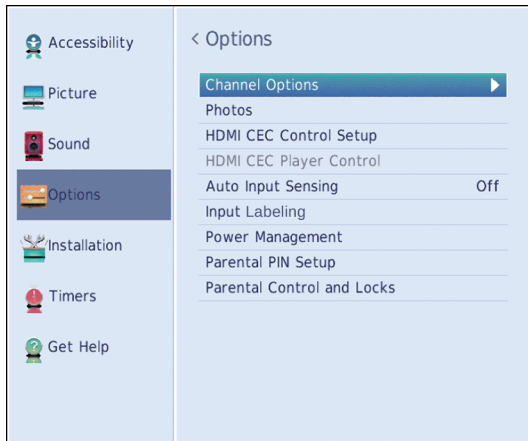 Accessibility
Picture
Sound
Options
Installation
Timers
Get Help
< Options
Channel Options
Photos
HDMI CEC Control Setup
HDMI CEC Player Control
Auto Input Sensing Off
Input Labeling
Power Management
Parental PIN Setup
Parental Control and Locks